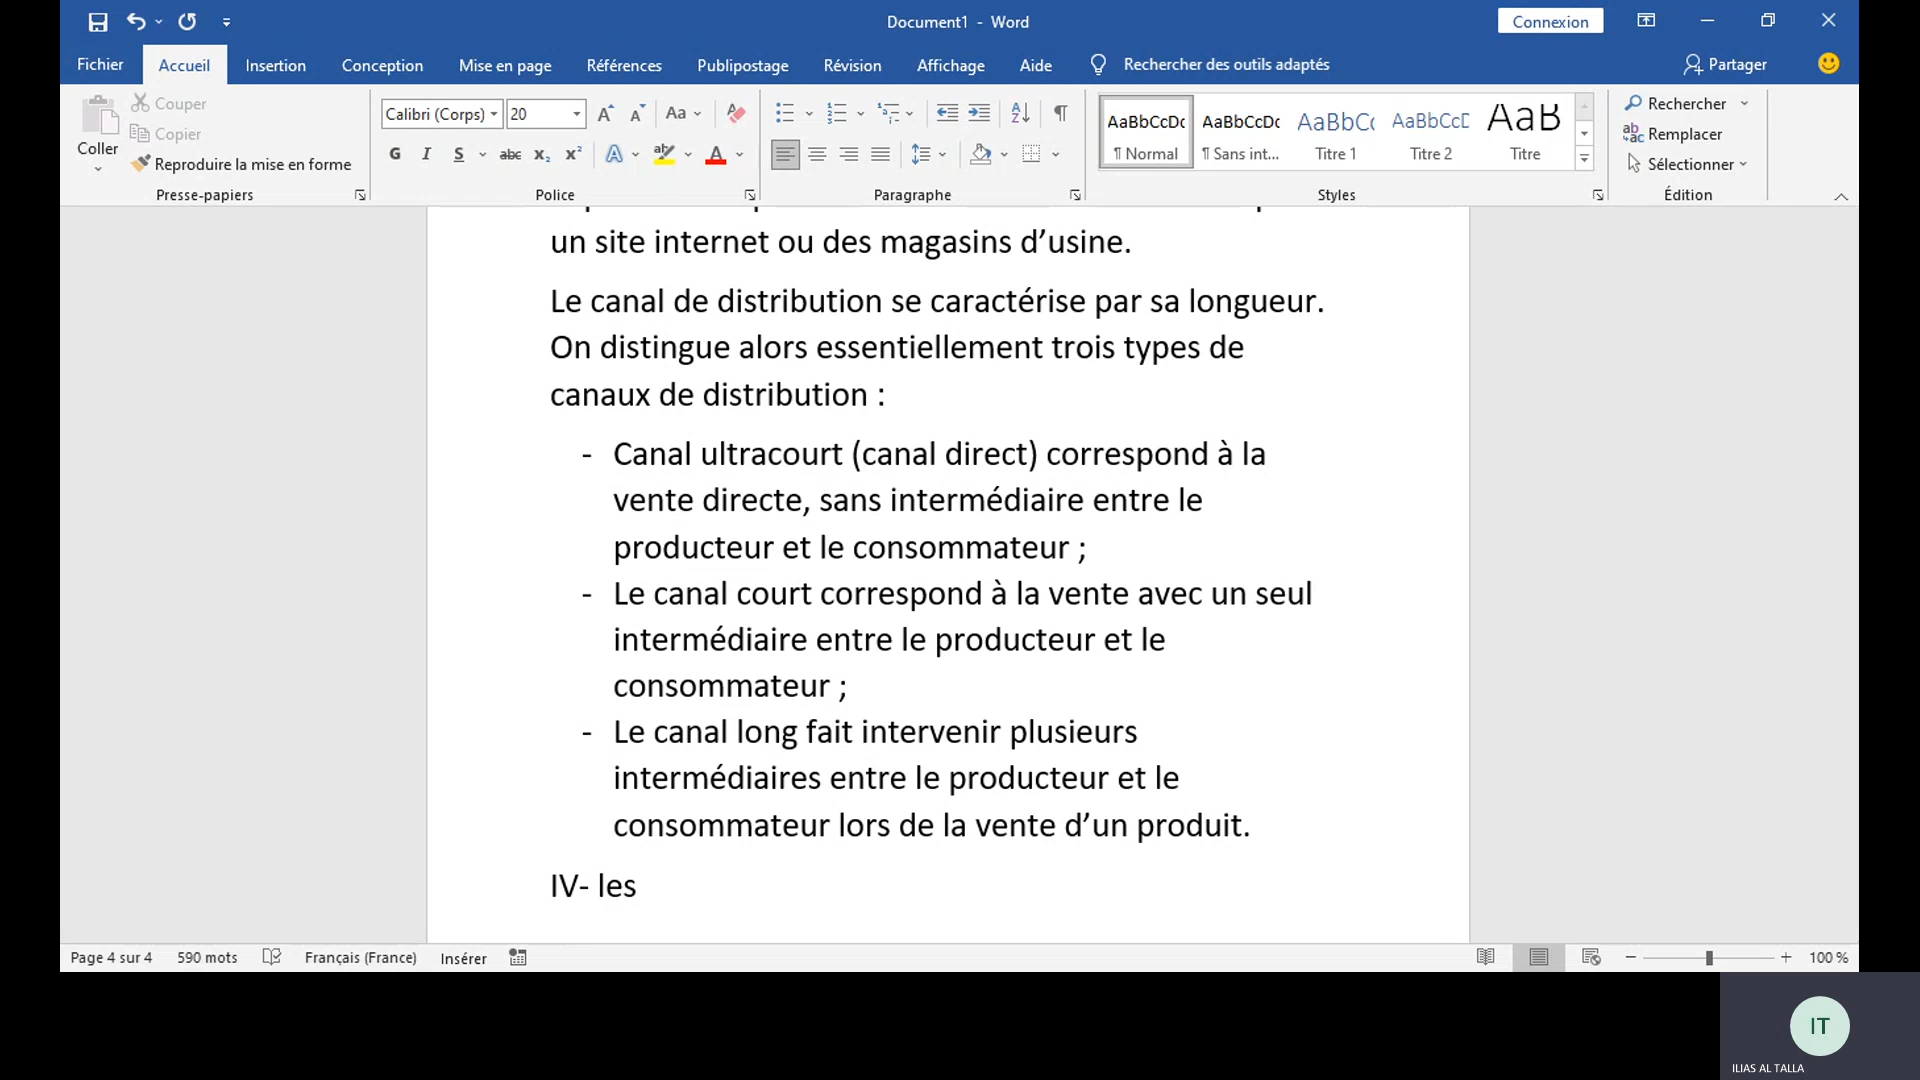 Document1 - Word
Connexion
Fichier Accueil Insertion Conception Mise en page Références Publipostage Révision Affichage Aide Rechercher des outils adaptés Partager
Coller
Couper
Copier
Reproduire la mise en forme
Presse-papiers
Calibri (Corps) 20
Aa
G I S abc x₂ x²
Police
Paragraphe
AaBbCcDc AaBbCcDc AaBbCc AaBbCcD AaB
¶ Normal ¶ Sans int... Titre 1 Titre 2 Titre
Styles
Rechercher
Remplacer
Sélectionner
Édition
un site internet ou des magasins d’usine.
Le canal de distribution se caractérise par sa longueur.
On distingue alors essentiellement trois types de
canaux de distribution :
- Canal ultracourt (canal direct) correspond à la
vente directe, sans intermédiaire entre le
producteur et le consommateur ;
- Le canal court correspond à la vente avec un seul
intermédiaire entre le producteur et le
consommateur ;
- Le canal long fait intervenir plusieurs
intermédiaires entre le producteur et le
consommateur lors de la vente d’un produit.
IV- les
Page 4 sur 4 590 mots Français (France) Insérer 100 %
IT
ILIAS AL TALLA